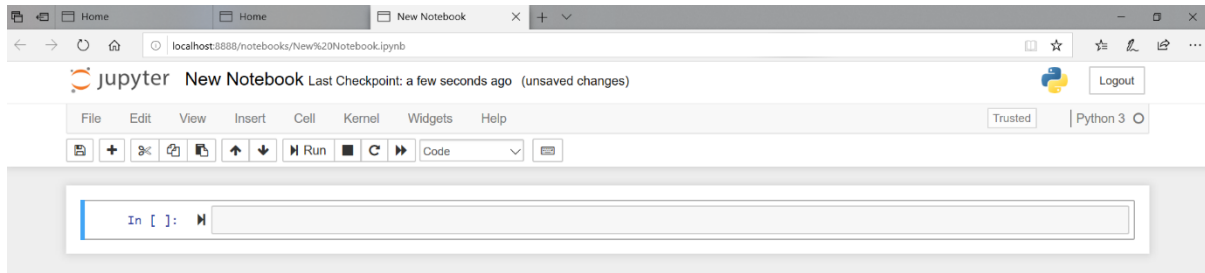 Home Home New Notebook
localhost:8888/notebooks/New%20Notebook.ipynb
jupyter New Notebook Last Checkpoint: a few seconds ago (unsaved changes) Logout
File Edit View Insert Cell Kernel Widgets Help Trusted Python 3
Run Code
In [ ]: